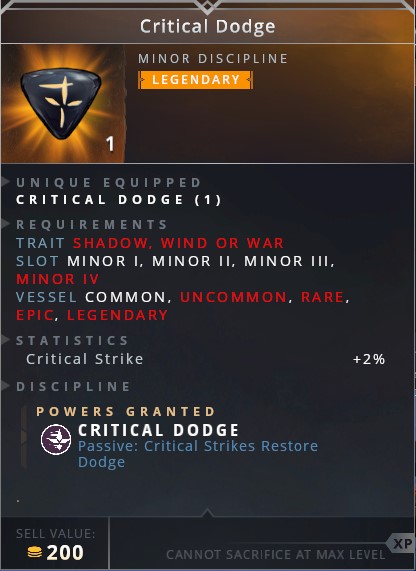 Critical Dodge
MINOR DISCIPLINE
LEGENDARY
1
UNIQUE EQUIPPED
CRITICAL DODGE (1)
REQUIREMENTS
TRAIT SHADOW, WIND OR WAR
SLOT MINOR I, MINOR II, MINOR III,
MINOR IV
VESSEL COMMON, UNCOMMON, RARE,
EPIC, LEGENDARY
STATISTICS
Critical Strike +2%
DISCIPLINE
POWERS GRANTED
CRITICAL DODGE
Passive: Critical Strikes Restore
Dodge
.
SELL VALUE:
200
XP
CANNOT SACRIFICE AT MAX LEVEL